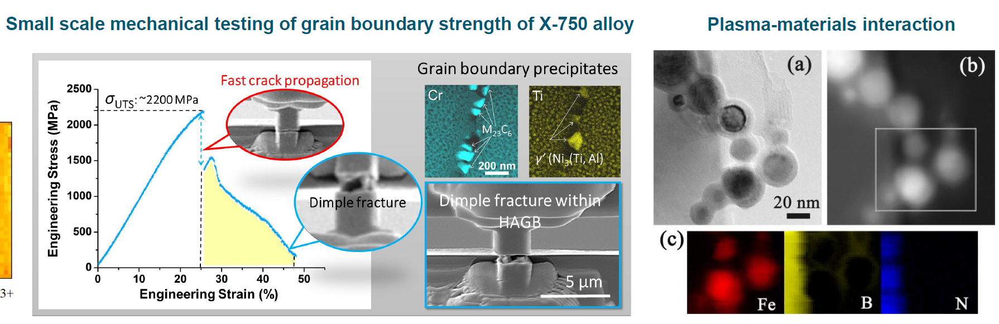 Small scale mechanical testing of grain boundary strength of X-750 alloy
Plasma-materials interaction
Fast crack propagation
σUTS: ~2200 MPa
Engineering Stress (MPa)
2500
2000
1500
1000
500
0
0 10 20 30 40 50
Engineering Strain (%)
Dimple fracture
Grain boundary precipitates
Cr
M23C6
200 nm
Ti
γ′ (Ni3(Ti, Al)
Dimple fracture within
HAGB
5 μm
(a)
20 nm
(b)
(c)
Fe
B
N
3+